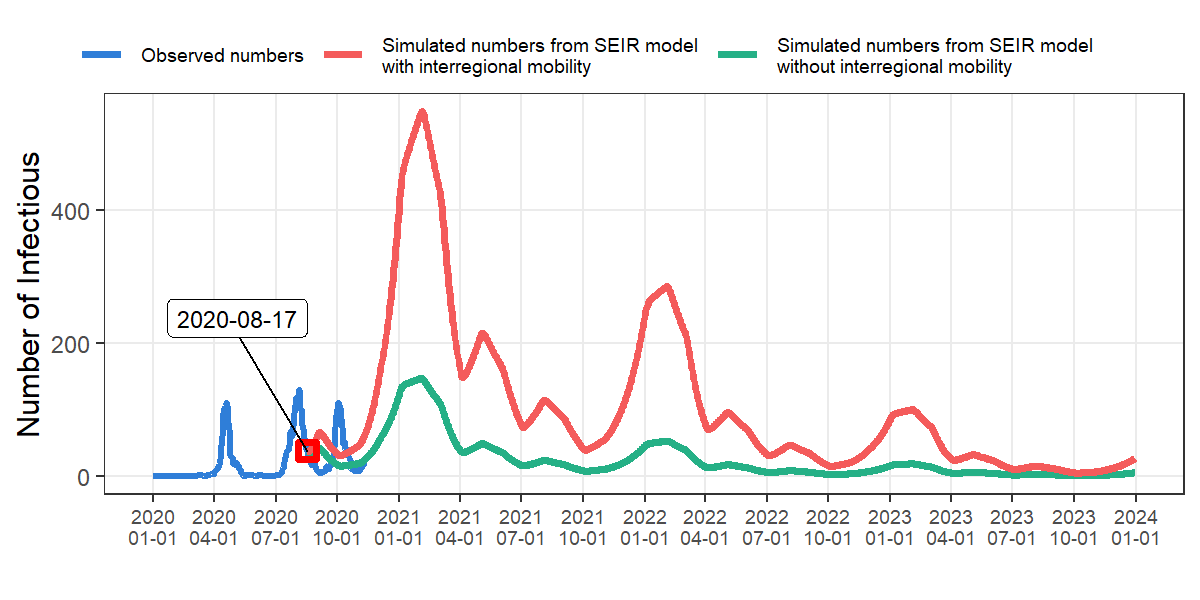 Observed numbers
Simulated numbers from SEIR model
with interregional mobility
Simulated numbers from SEIR model
without interregional mobility
Number of Infectious
400
200
0
2020-08-17
2020 2020 2020 2020 2021 2021 2021 2021 2022 2022 2022 2022 2023 2023 2023 2023 2024
01-01 04-01 07-01 10-01 01-01 04-01 07-01 10-01 01-01 04-01 07-01 10-01 01-01 04-01 07-01 10-01 01-01